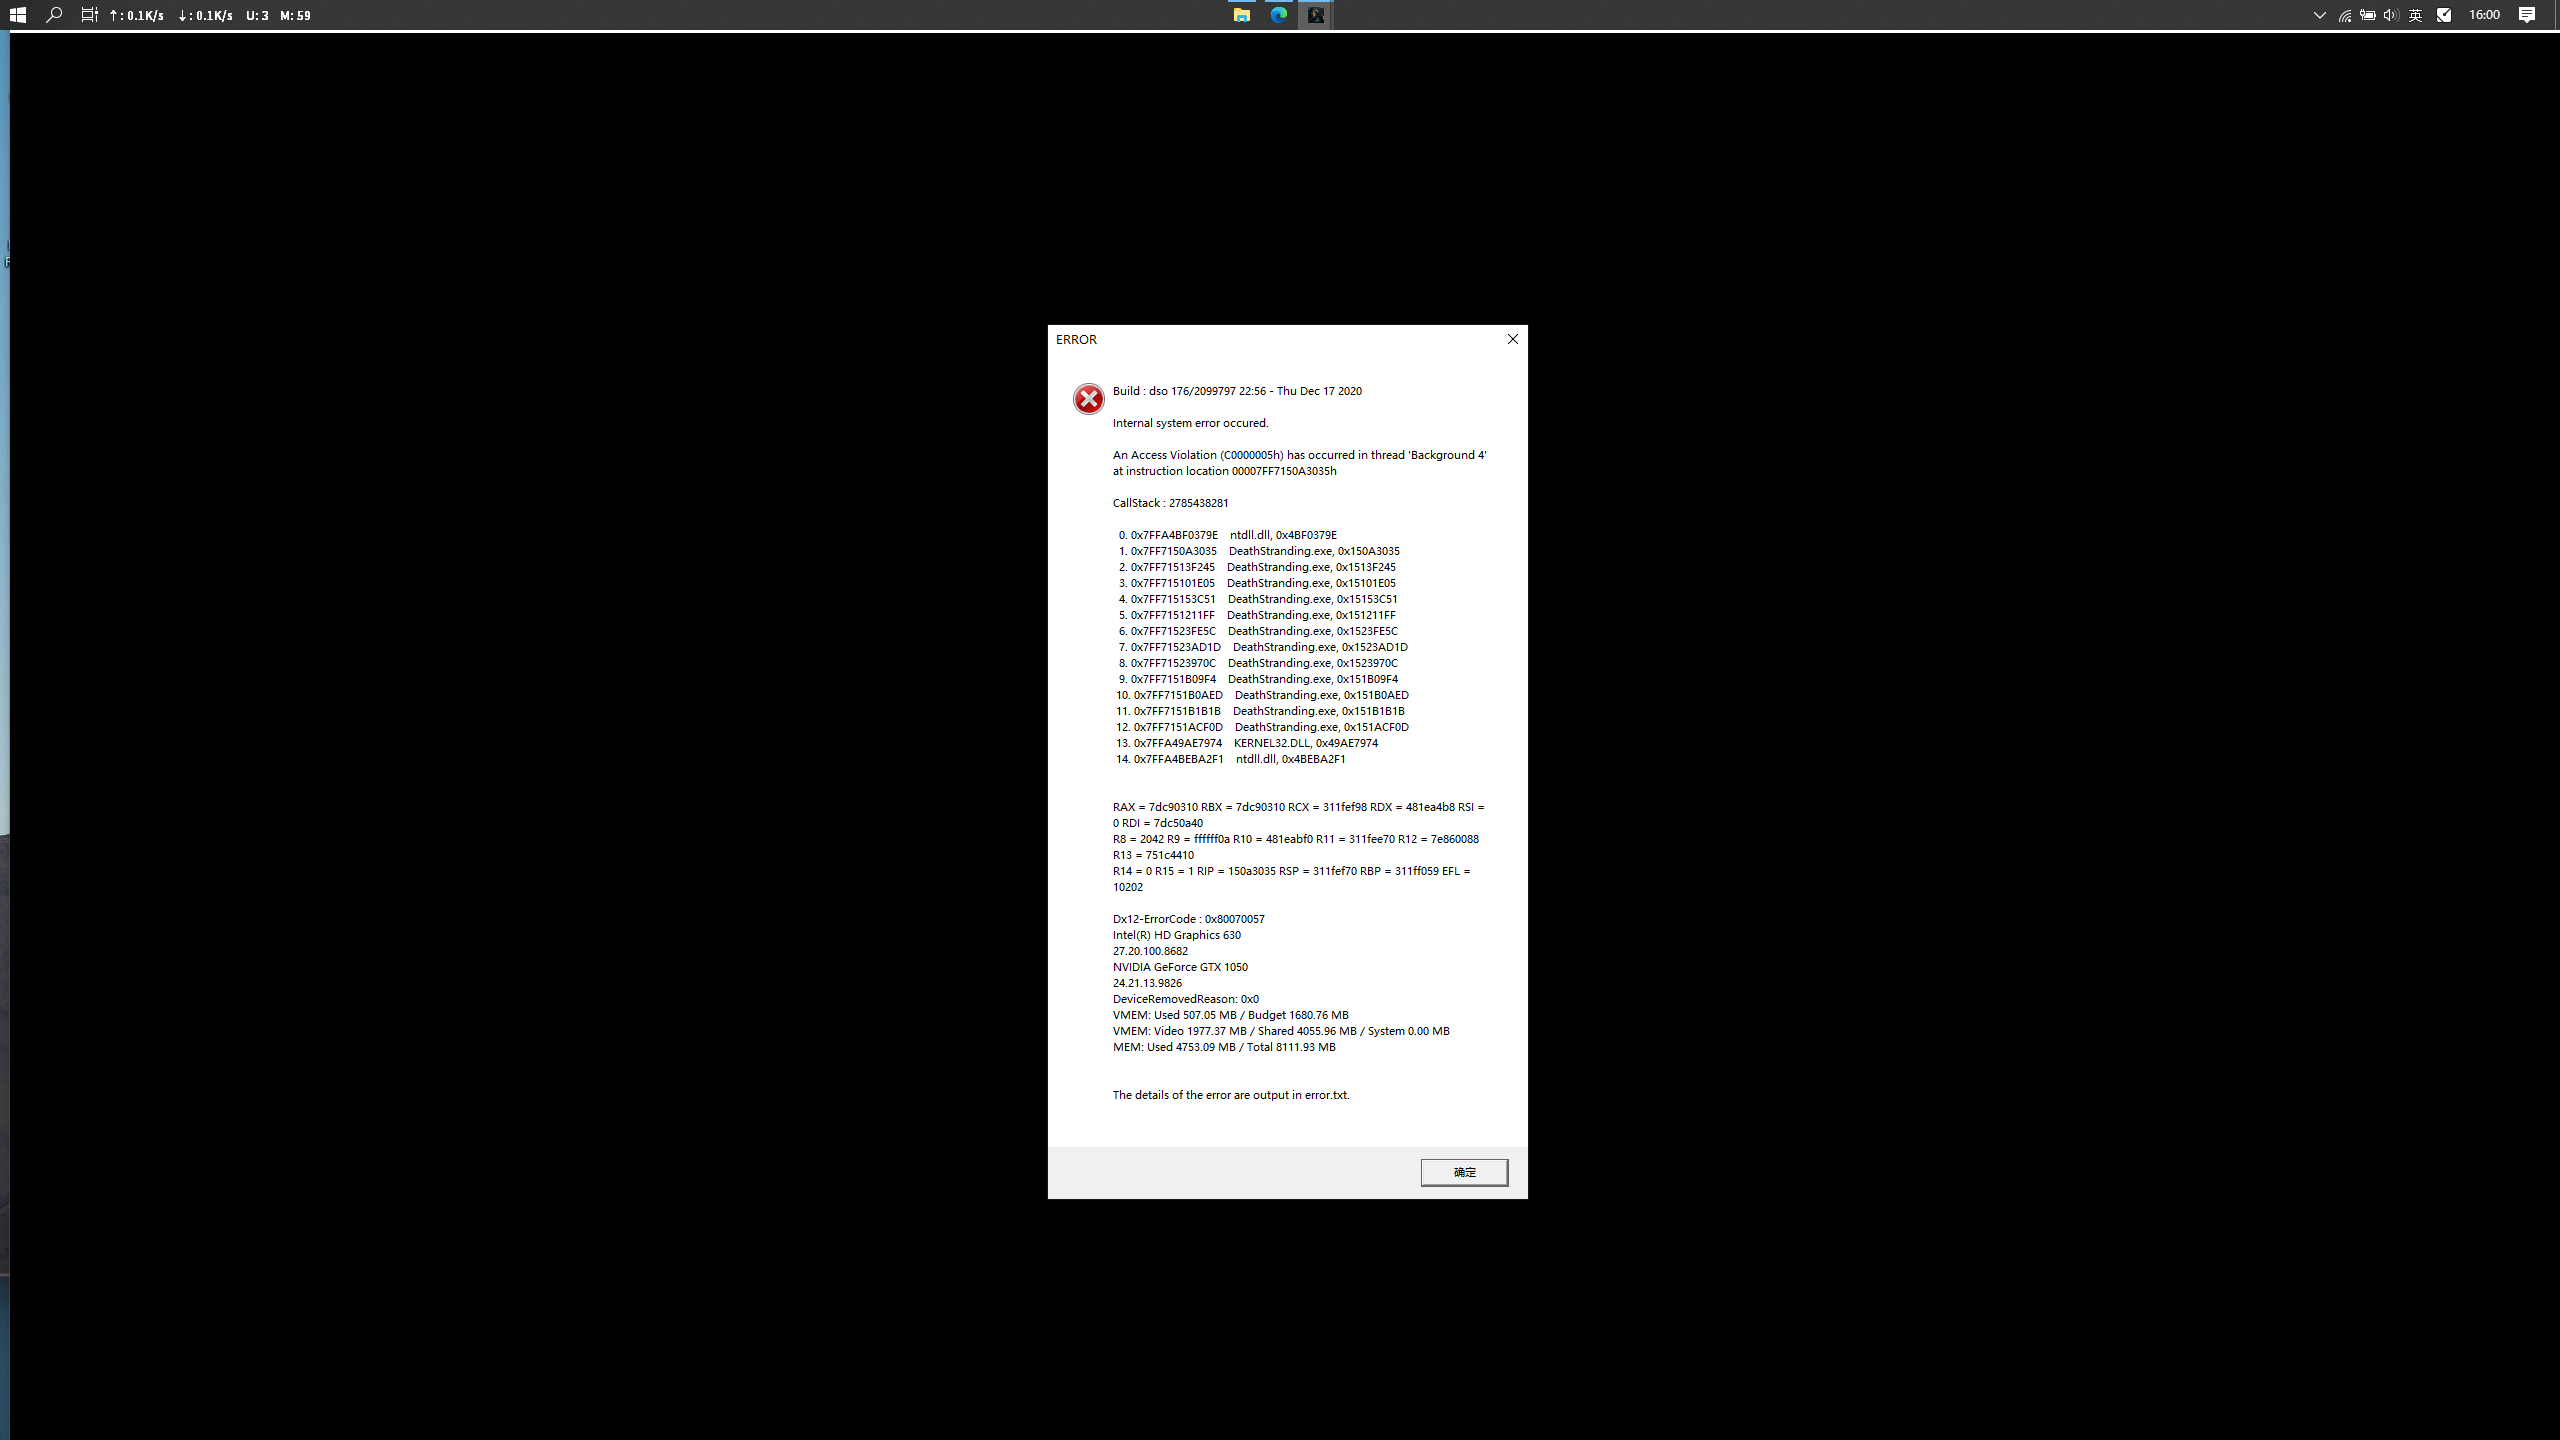 ↑: 0.1K/s ↓: 0.1K/s U: 3 M: 59
英 16:00
ERROR
Build : dso 176/2099797 22:56 - Thu Dec 17 2020
Internal system error occured.
An Access Violation (C0000005h) has occurred in thread 'Background 4'
at instruction location 00007FF7150A3035h
CallStack : 2785438281
0. 0x7FFA4BF0379E ntdll.dll, 0x4BF0379E
1. 0x7FF7150A3035 DeathStranding.exe, 0x150A3035
2. 0x7FF71513F245 DeathStranding.exe, 0x1513F245
3. 0x7FF715101E05 DeathStranding.exe, 0x15101E05
4. 0x7FF715153C51 DeathStranding.exe, 0x15153C51
5. 0x7FF7151211FF DeathStranding.exe, 0x151211FF
6. 0x7FF71523FE5C DeathStranding.exe, 0x1523FE5C
7. 0x7FF71523AD1D DeathStranding.exe, 0x1523AD1D
8. 0x7FF71523970C DeathStranding.exe, 0x1523970C
9. 0x7FF7151B09F4 DeathStranding.exe, 0x151B09F4
10. 0x7FF7151B0AED DeathStranding.exe, 0x151B0AED
11. 0x7FF7151B1B1B DeathStranding.exe, 0x151B1B1B
12. 0x7FF7151ACF0D DeathStranding.exe, 0x151ACF0D
13. 0x7FFA49AE7974 KERNEL32.DLL, 0x49AE7974
14. 0x7FFA4BEBA2F1 ntdll.dll, 0x4BEBA2F1
RAX = 7dc90310 RBX = 7dc90310 RCX = 311fef98 RDX = 481ea4b8 RSI =
0 RDI = 7dc50a40
R8 = 2042 R9 = ffffff0a R10 = 481eabf0 R11 = 311fee70 R12 = 7e860088
R13 = 751c4410
R14 = 0 R15 = 1 RIP = 150a3035 RSP = 311fef70 RBP = 311ff059 EFL =
10202
Dx12-ErrorCode : 0x80070057
Intel(R) HD Graphics 630
27.20.100.8682
NVIDIA GeForce GTX 1050
24.21.13.9826
DeviceRemovedReason: 0x0
VMEM: Used 507.05 MB / Budget 1680.76 MB
VMEM: Video 1977.37 MB / Shared 4055.96 MB / System 0.00 MB
MEM: Used 4753.09 MB / Total 8111.93 MB
The details of the error are output in error.txt.
确定